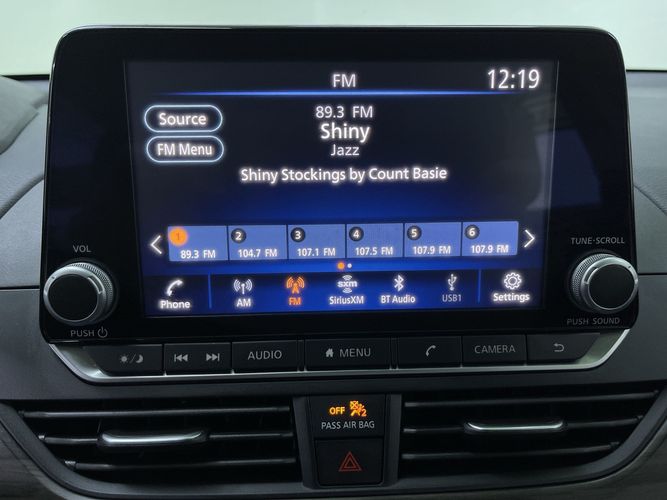 FM
12:19
Source
FM Menu
89.3 FM
Shiny
Jazz
Shiny Stockings by Count Basie
1
89.3 FM
2
104.7 FM
3
107.1 FM
4
107.5 FM
5
107.9 FM
6
107.9 FM
Phone
AM
FM
sxm
SiriusXM
BT Audio
USB1
Settings
VOL
PUSH
TUNE·SCROLL
PUSH SOUND
AUDIO
MENU
CAMERA
OFF 2
PASS AIR BAG